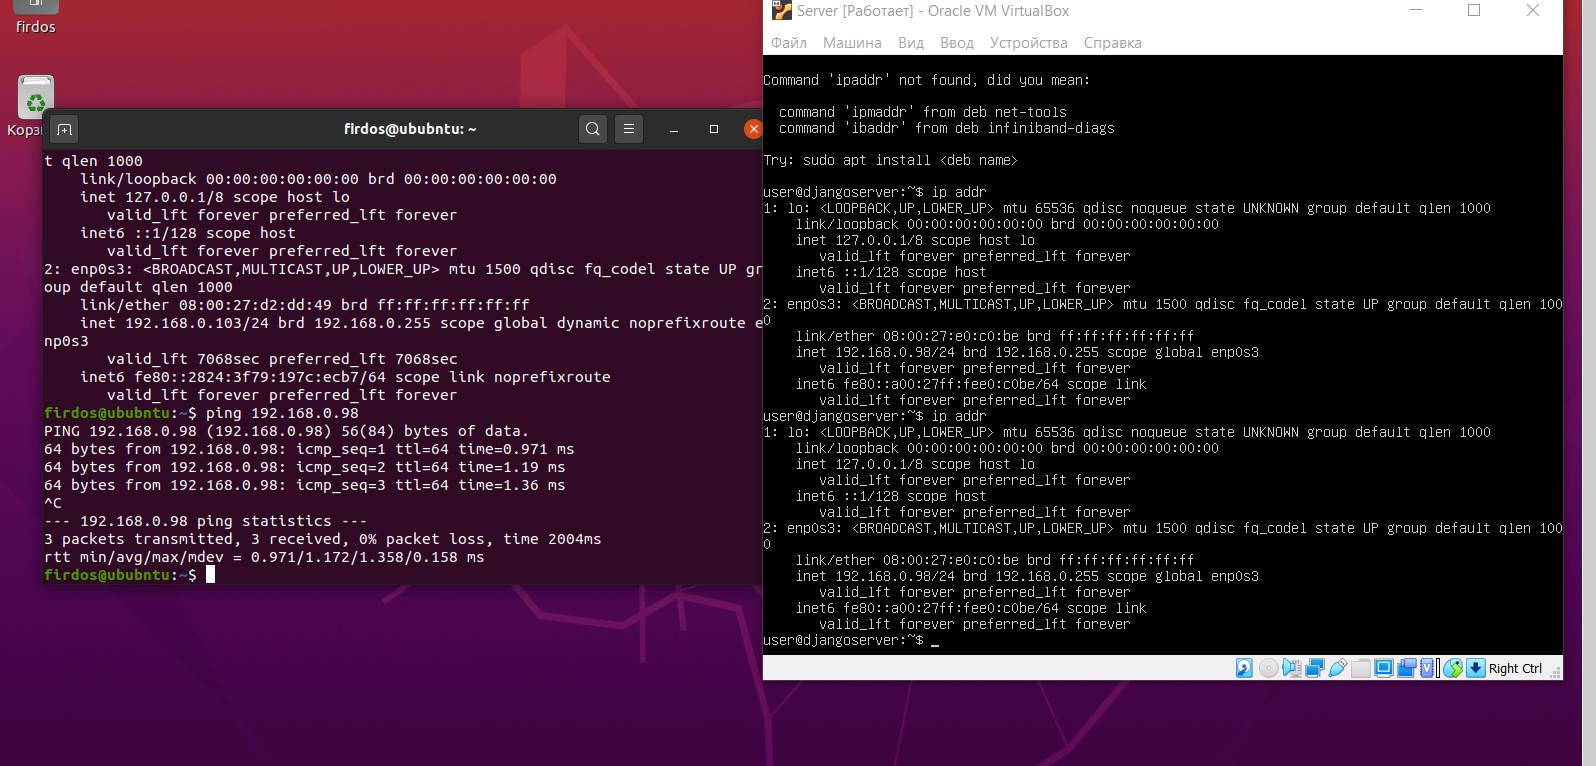 firdos
Корз
firdos@ububntu: ~
t qlen 1000
    link/loopback 00:00:00:00:00:00 brd 00:00:00:00:00:00
    inet 127.0.0.1/8 scope host lo
       valid_lft forever preferred_lft forever
    inet6 ::1/128 scope host
       valid_lft forever preferred_lft forever
2: enp0s3: <BROADCAST,MULTICAST,UP,LOWER_UP> mtu 1500 qdisc fq_codel state UP gr
oup default qlen 1000
    link/ether 08:00:27:d2:dd:49 brd ff:ff:ff:ff:ff:ff
    inet 192.168.0.103/24 brd 192.168.0.255 scope global dynamic noprefixroute e
np0s3
       valid_lft 7068sec preferred_lft 7068sec
    inet6 fe80::2824:3f79:197c:ecb7/64 scope link noprefixroute
       valid_lft forever preferred_lft forever
firdos@ububntu:~$ ping 192.168.0.98
PING 192.168.0.98 (192.168.0.98) 56(84) bytes of data.
64 bytes from 192.168.0.98: icmp_seq=1 ttl=64 time=0.971 ms
64 bytes from 192.168.0.98: icmp_seq=2 ttl=64 time=1.19 ms
64 bytes from 192.168.0.98: icmp_seq=3 ttl=64 time=1.36 ms
^C
--- 192.168.0.98 ping statistics ---
3 packets transmitted, 3 received, 0% packet loss, time 2004ms
rtt min/avg/max/mdev = 0.971/1.172/1.358/0.158 ms
firdos@ububntu:~$
Server [Работает] - Oracle VM VirtualBox
Файл Машина Вид Ввод Устройства Справка
Command 'ipaddr' not found, did you mean:
  command 'ipmaddr' from deb net-tools
  command 'ibaddr' from deb infiniband-diags
Try: sudo apt install <deb name>
user@djangoserver:~$ ip addr
1: lo: <LOOPBACK,UP,LOWER_UP> mtu 65536 qdisc noqueue state UNKNOWN group default qlen 1000
    link/loopback 00:00:00:00:00:00 brd 00:00:00:00:00:00
    inet 127.0.0.1/8 scope host lo
       valid_lft forever preferred_lft forever
    inet6 ::1/128 scope host
       valid_lft forever preferred_lft forever
2: enp0s3: <BROADCAST,MULTICAST,UP,LOWER_UP> mtu 1500 qdisc fq_codel state UP group default qlen 100
0
    link/ether 08:00:27:e0:c0:be brd ff:ff:ff:ff:ff:ff
    inet 192.168.0.98/24 brd 192.168.0.255 scope global enp0s3
       valid_lft forever preferred_lft forever
    inet6 fe80::a00:27ff:fee0:c0be/64 scope link
       valid_lft forever preferred_lft forever
user@djangoserver:~$ ip addr
1: lo: <LOOPBACK,UP,LOWER_UP> mtu 65536 qdisc noqueue state UNKNOWN group default qlen 1000
    link/loopback 00:00:00:00:00:00 brd 00:00:00:00:00:00
    inet 127.0.0.1/8 scope host lo
       valid_lft forever preferred_lft forever
    inet6 ::1/128 scope host
       valid_lft forever preferred_lft forever
2: enp0s3: <BROADCAST,MULTICAST,UP,LOWER_UP> mtu 1500 qdisc fq_codel state UP group default qlen 100
0
    link/ether 08:00:27:e0:c0:be brd ff:ff:ff:ff:ff:ff
    inet 192.168.0.98/24 brd 192.168.0.255 scope global enp0s3
       valid_lft forever preferred_lft forever
    inet6 fe80::a00:27ff:fee0:c0be/64 scope link
       valid_lft forever preferred_lft forever
user@djangoserver:~$ _
Right Ctrl